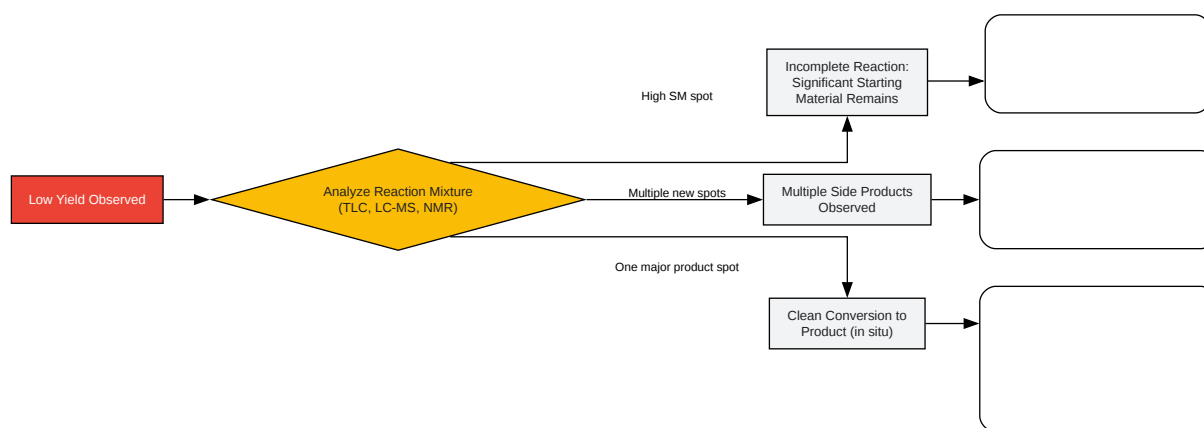 Low Yield Observed
Analyze Reaction Mixture
(TLC, LC-MS, NMR)
High SM spot
Incomplete Reaction:
Significant Starting
Material Remains
Multiple new spots
Multiple Side Products
Observed
One major product spot
Clean Conversion to
Product (in situ)